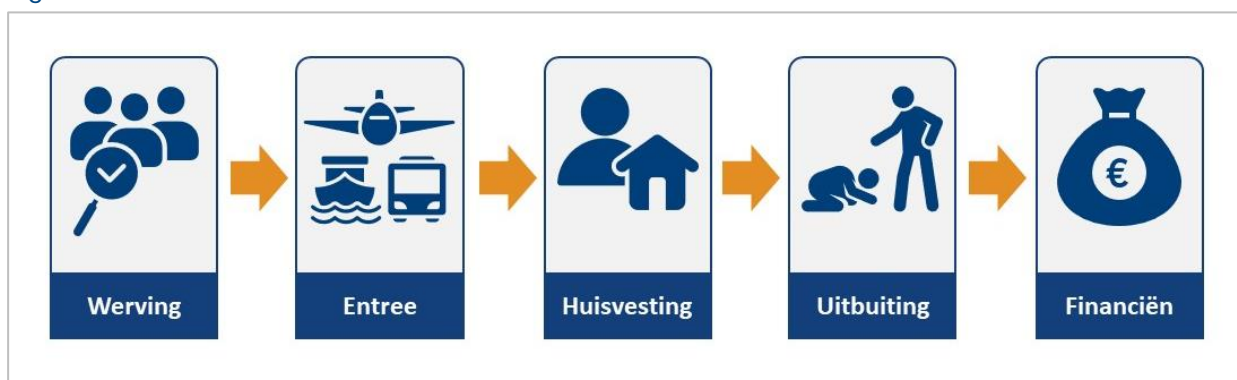 Werving
Entree
Huisvesting
Uitbuiting
Financiën
€